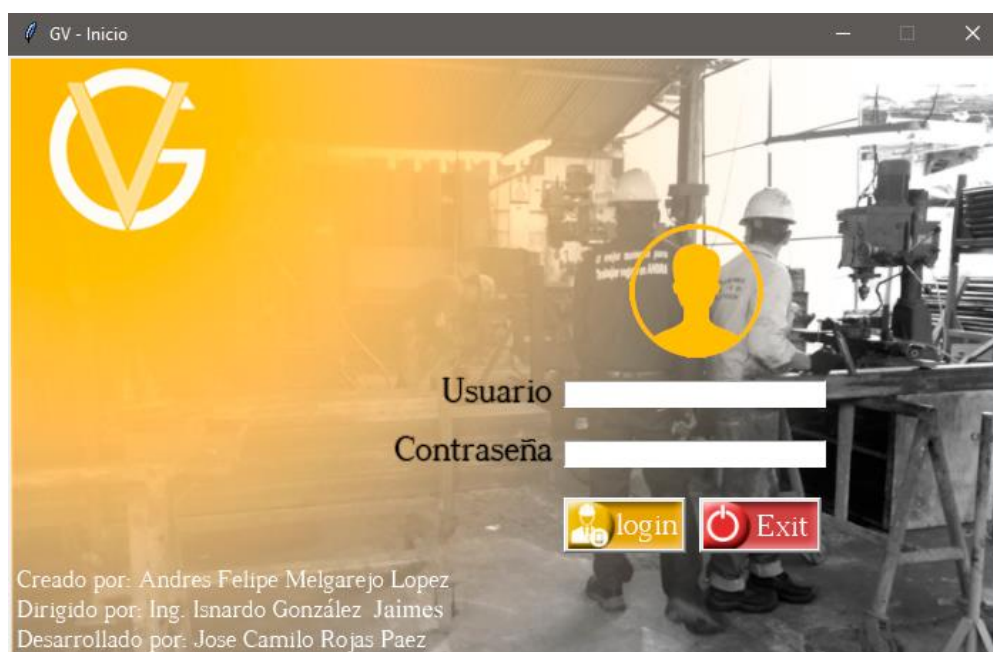 GV - Inicio
GV
Usuario
Contraseña
login
Exit
Creado por: Andres Felipe Melgarejo Lopez
Dirigido por: Ing. Isnardo González Jaimes
Desarrollado por: Jose Camilo Rojas Paez